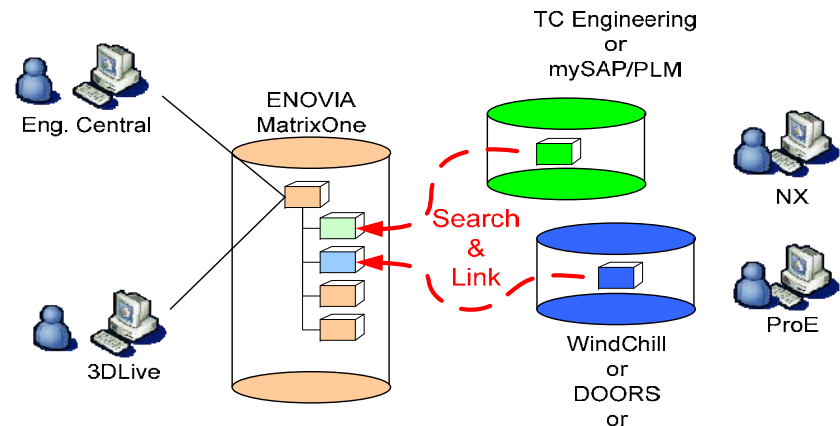 TC Engineering
or
mySAP/PLM
Eng. Central
ENOVIA
MatrixOne
NX
Search
&
Link
3DLive
ProE
WindChill
or
DOORS
or